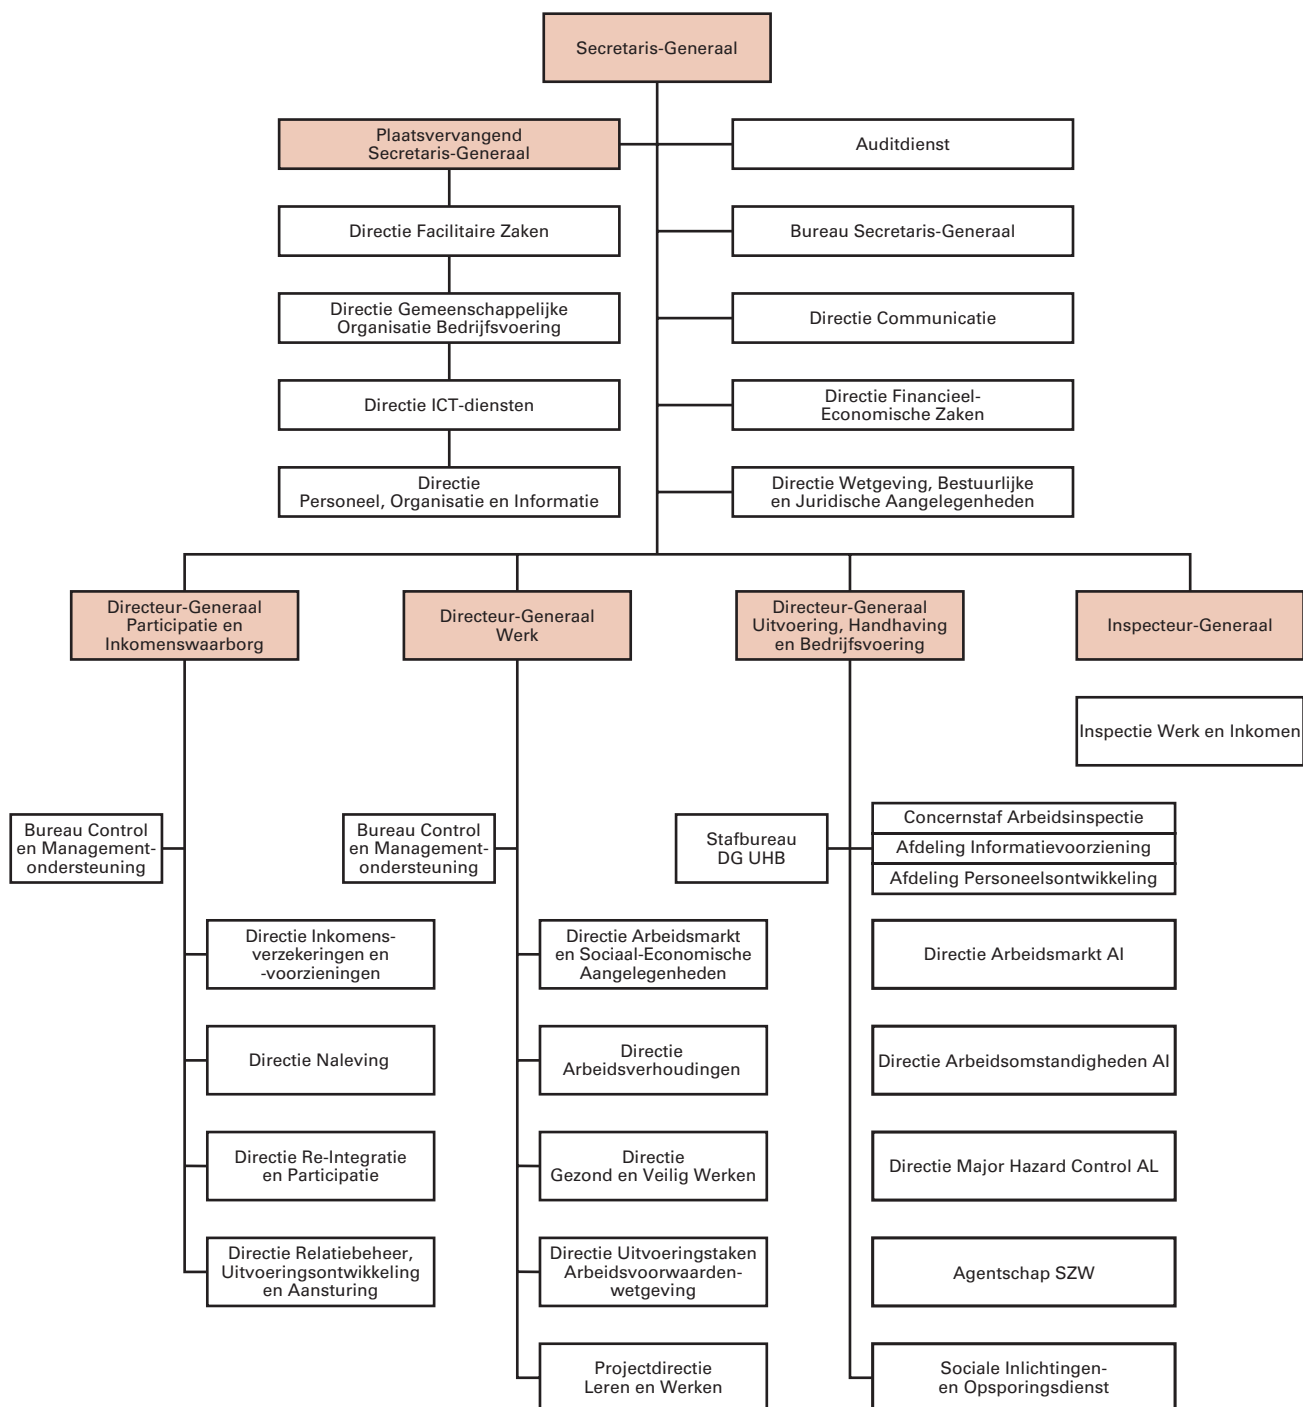 Secretaris-Generaal
Plaatsvervangend
Secretaris-Generaal
Auditdienst
Directie Facilitaire Zaken
Bureau Secretaris-Generaal
Directie Gemeenschappelijke
Organisatie Bedrijfsvoering
Directie Communicatie
Directie ICT-diensten
Directie Financieel-
Economische Zaken
Directie
Personeel, Organisatie en Informatie
Directie Wetgeving, Bestuurlijke
en Juridische Aangelegenheden
Directeur-Generaal
Participatie en
Inkomenswaarborg
Directeur-Generaal
Werk
Directeur-Generaal
Uitvoering, Handhaving
en Bedrijfsvoering
Inspecteur-Generaal
Inspectie Werk en Inkomen
Bureau Control
en Management-
ondersteuning
Bureau Control
en Management-
ondersteuning
Stafbureau
DG UHB
Concernstaf Arbeidsinspectie
Afdeling Informatievoorziening
Afdeling Personeelsontwikkeling
Directie Inkomens-
verzekeringen en
-voorzieningen
Directie Arbeidsmarkt
en Sociaal-Economische
Aangelegenheden
Directie Arbeidsmarkt AI
Directie Naleving
Directie
Arbeidsverhoudingen
Directie Arbeidsomstandigheden AI
Directie Re-Integratie
en Participatie
Directie
Gezond en Veilig Werken
Directie Major Hazard Control AL
Directie Relatiebeheer,
Uitvoeringsontwikkeling
en Aansturing
Directie Uitvoeringstaken
Arbeidsvoorwaarden-
wetgeving
Agentschap SZW
Projectdirectie
Leren en Werken
Sociale Inlichtingen-
en Opsporingsdienst